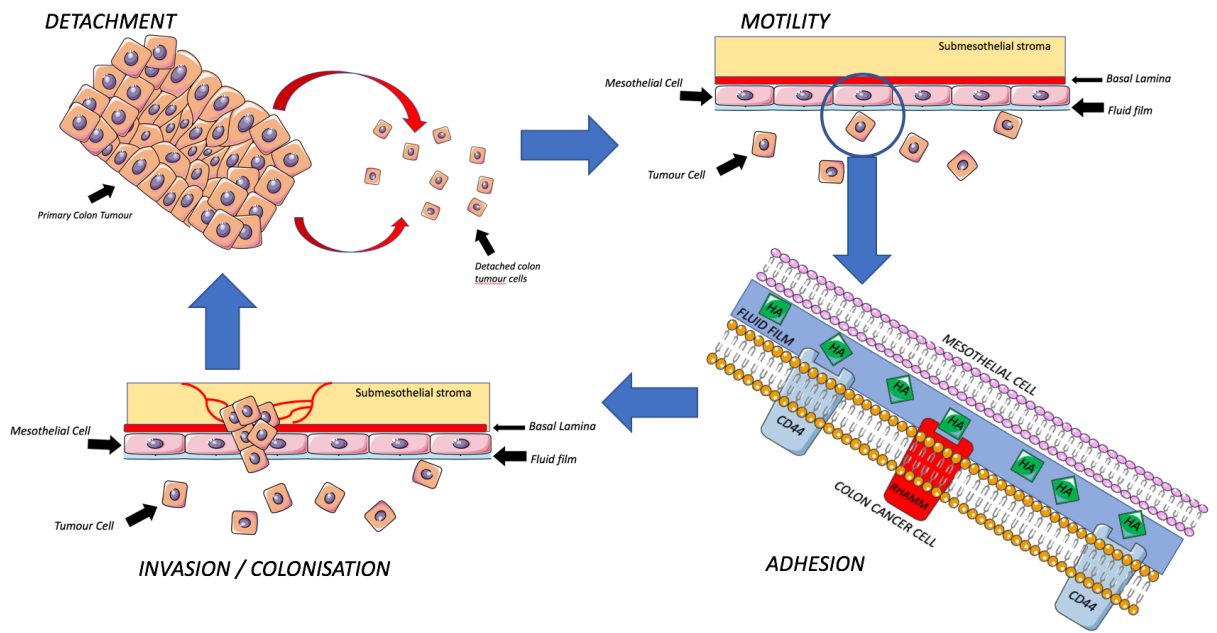 DETACHMENT
Primary Colon Tumour
Detached colon
tumour cells
MOTILITY
Submesothelial stroma
Basal Lamina
Mesothelial Cell
Fluid film
Tumour Cell
MESOTHELIAL CELL
FLUID FILM
HA
HA
HA
HA
HA
HA
HA
CD44
RHAMM
CD44
COLON CANCER CELL
ADHESION
Submesothelial stroma
Basal Lamina
Mesothelial Cell
Fluid film
Tumour Cell
INVASION / COLONISATION